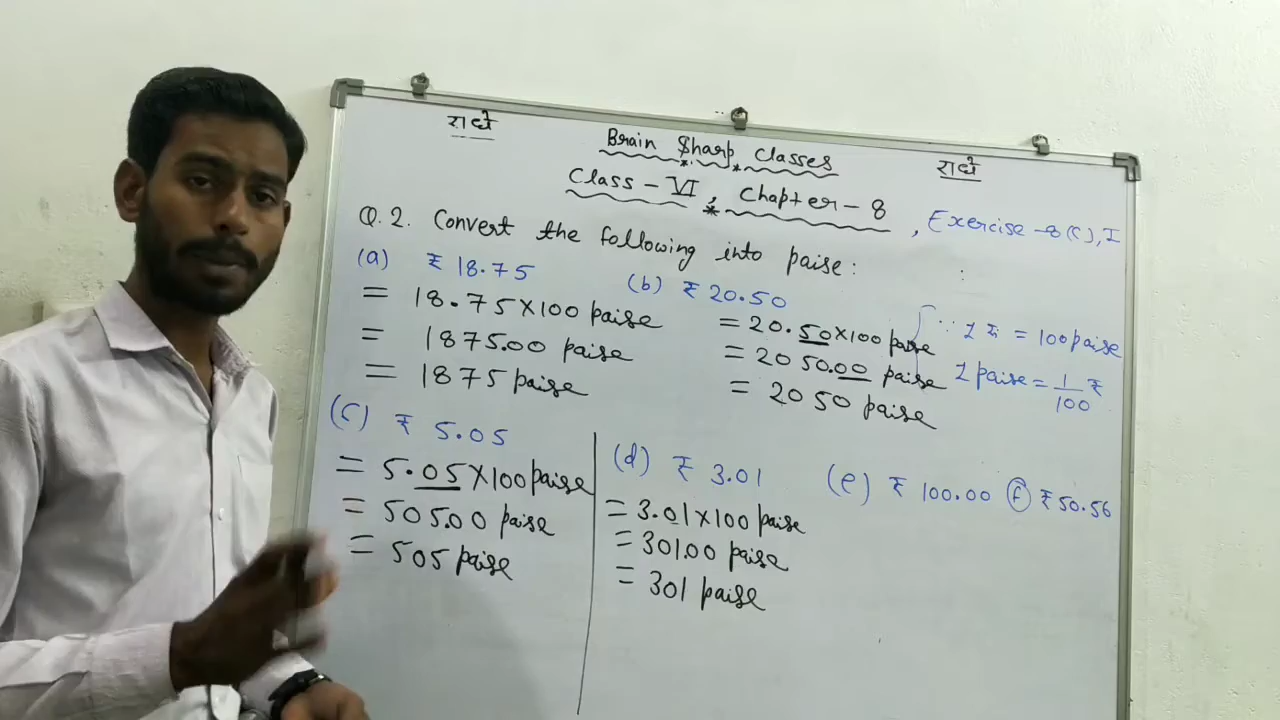 राधे
राधे
Brain Sharp Classes
Class - VI, Chapter - 8, Exercise - 8(C), I
Q. 2. Convert the following into paise:
(a) ₹ 18.75
= 18.75×100 paise
= 1875.00 paise
= 1875 paise
(b) ₹ 20.50
= 20.50×100 paise
= 2050.00 paise
= 2050 paise
∵ 1 ₹ = 100 paise
1 paise = 1/100 ₹
(C) ₹ 5.05
= 5.05×100 paise
= 505.00 paise
= 505 paise
(d) ₹ 3.01
= 3.01×100 paise
= 301.00 paise
= 301 paise
(e) ₹ 100.00 (f) ₹ 50.56